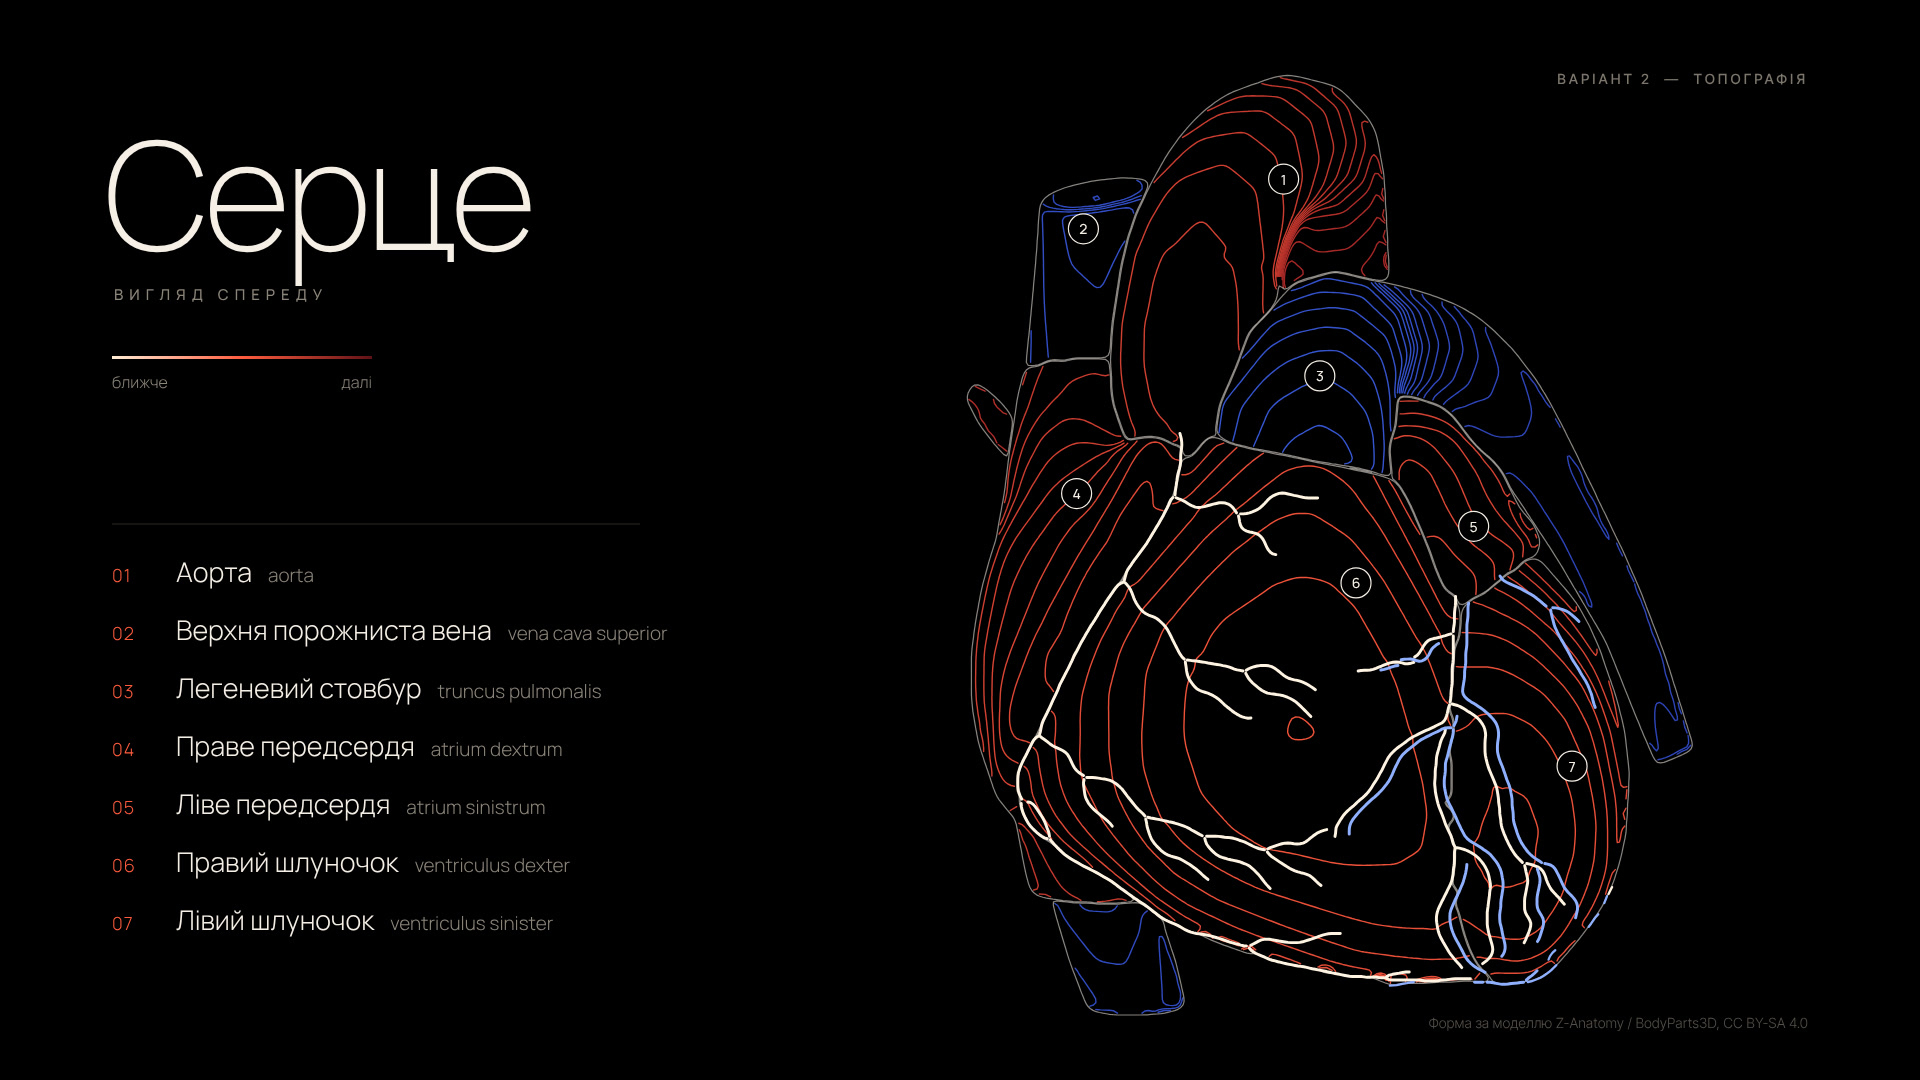 ВАРІАНТ 2 — ТОПОГРАФІЯ
Серце
ВИГЛЯД СПЕРЕДУ
ближче далі
01 Аорта aorta
02 Верхня порожниста вена vena cava superior
03 Легеневий стовбур truncus pulmonalis
04 Праве передсердя atrium dextrum
05 Ліве передсердя atrium sinistrum
06 Правий шлуночок ventriculus dexter
07 Лівий шлуночок ventriculus sinister
1
2
3
4
5
6
7
Форма за моделлю Z-Anatomy / BodyParts3D, CC BY-SA 4.0